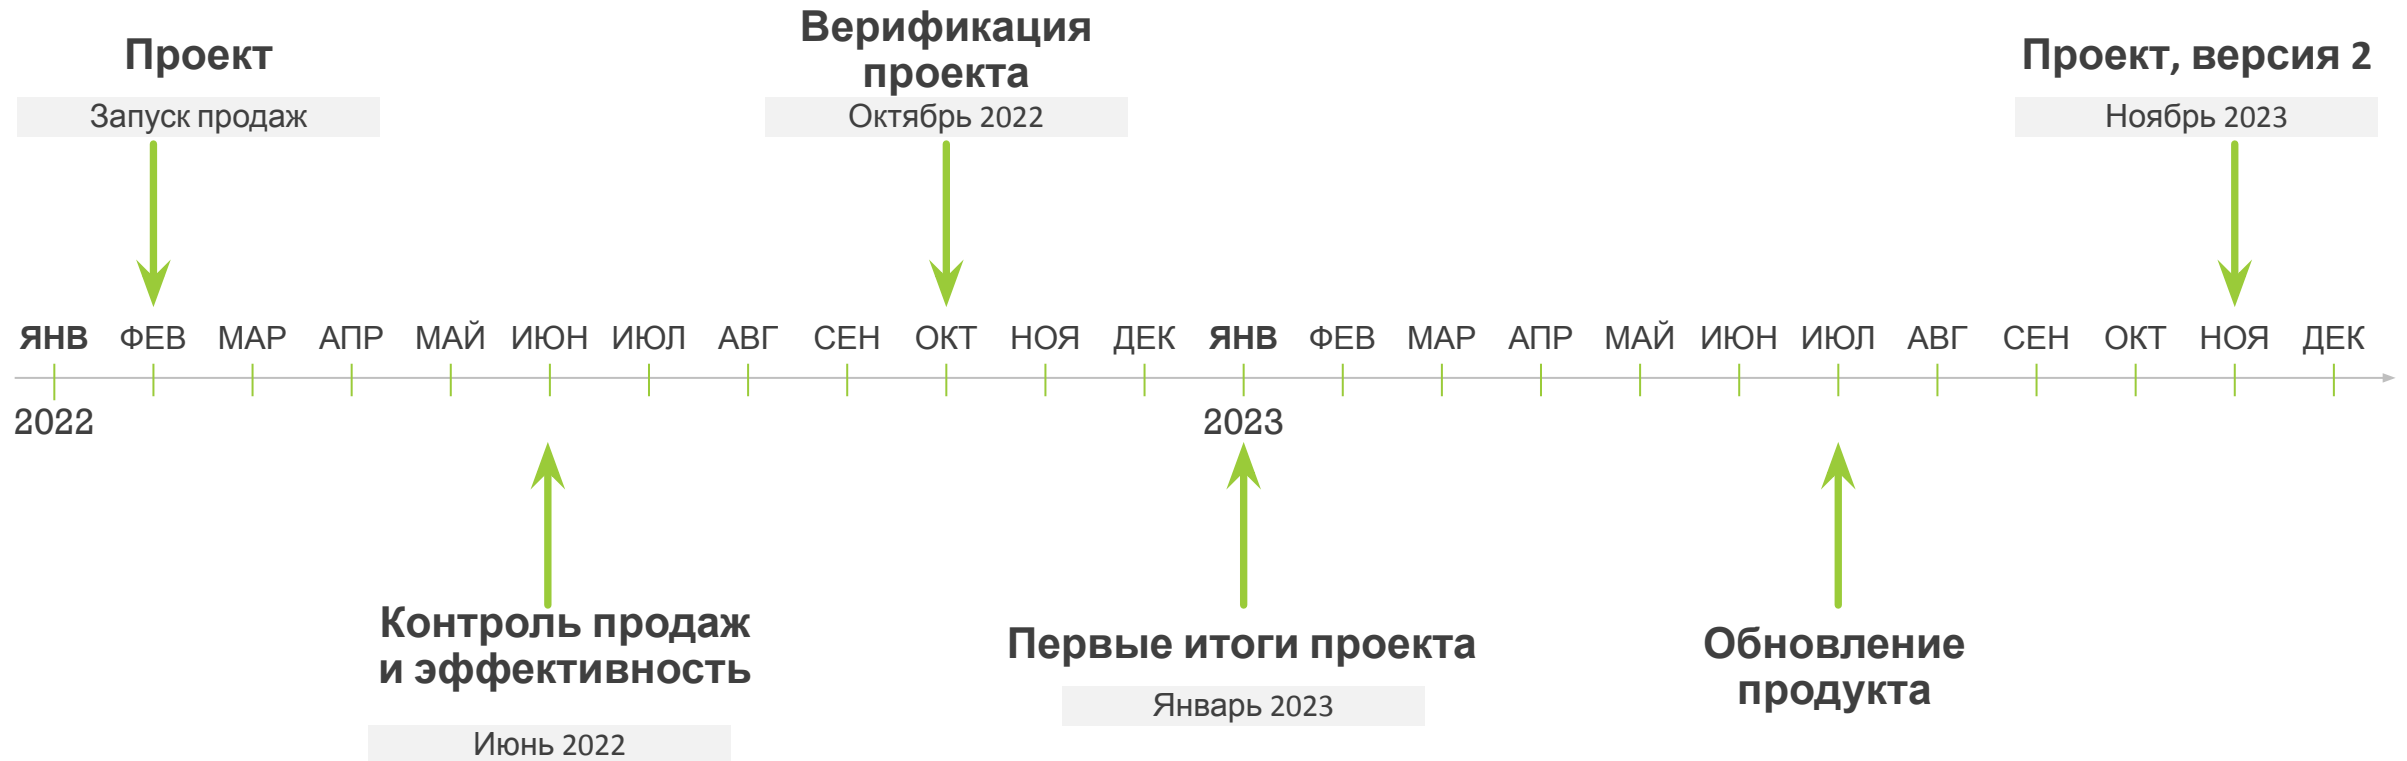 Проект
Запуск продаж
Верификация
проекта
Октябрь 2022
Проект, версия 2
Ноябрь 2023
ЯНВ ФЕВ МАР АПР МАЙ ИЮН ИЮЛ АВГ СЕН ОКТ НОЯ ДЕК ЯНВ ФЕВ МАР АПР МАЙ ИЮН ИЮЛ АВГ СЕН ОКТ НОЯ ДЕК
2022 2023
Контроль продаж
и эффективность
Июнь 2022
Первые итоги проекта
Январь 2023
Обновление
продукта